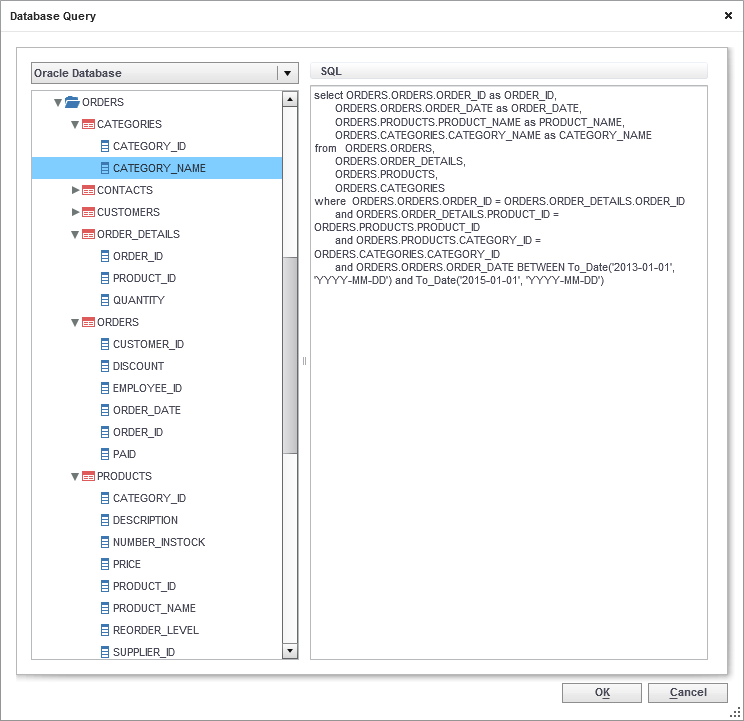 Database Query
Oracle Database
ORDERS
CATEGORIES
CATEGORY_ID
CATEGORY_NAME
CONTACTS
CUSTOMERS
ORDER_DETAILS
ORDER_ID
PRODUCT_ID
QUANTITY
ORDERS
CUSTOMER_ID
DISCOUNT
EMPLOYEE_ID
ORDER_DATE
ORDER_ID
PAID
PRODUCTS
CATEGORY_ID
DESCRIPTION
NUMBER_INSTOCK
PRICE
PRODUCT_ID
PRODUCT_NAME
REORDER_LEVEL
SUPPLIER_ID
SQL
select ORDERS.ORDERS.ORDER_ID as ORDER_ID,
ORDERS.ORDERS.ORDER_DATE as ORDER_DATE,
ORDERS.PRODUCTS.PRODUCT_NAME as PRODUCT_NAME,
ORDERS.CATEGORIES.CATEGORY_NAME as CATEGORY_NAME
from ORDERS.ORDERS,
ORDERS.ORDER_DETAILS,
ORDERS.PRODUCTS,
ORDERS.CATEGORIES
where ORDERS.ORDERS.ORDER_ID = ORDERS.ORDER_DETAILS.ORDER_ID
and ORDERS.ORDER_DETAILS.PRODUCT_ID =
ORDERS.PRODUCTS.PRODUCT_ID
and ORDERS.PRODUCTS.CATEGORY_ID =
ORDERS.CATEGORIES.CATEGORY_ID
and ORDERS.ORDERS.ORDER_DATE BETWEEN To_Date('2013-01-01',
'YYYY-MM-DD') and To_Date('2015-01-01', 'YYYY-MM-DD')
OK
Cancel